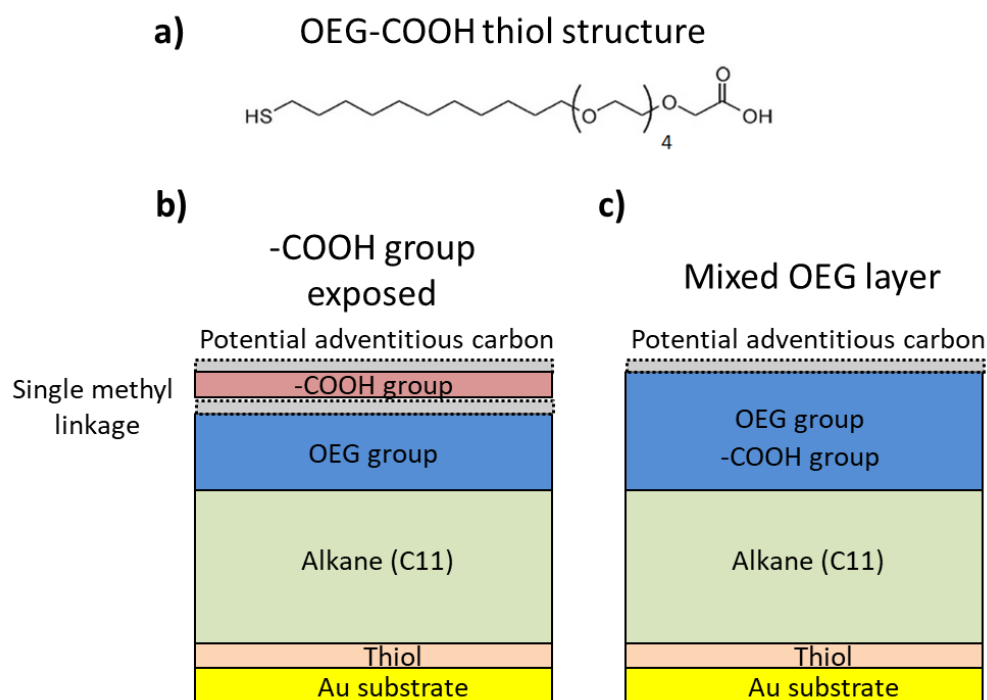 a) OEG-COOH thiol structure
HS
O
4
O
O
OH
b)
-COOH group
exposed
Potential adventitious carbon
-COOH group
Single methyl
linkage
OEG group
Alkane (C11)
Thiol
Au substrate
c)
Mixed OEG layer
Potential adventitious carbon
OEG group
-COOH group
Alkane (C11)
Thiol
Au substrate